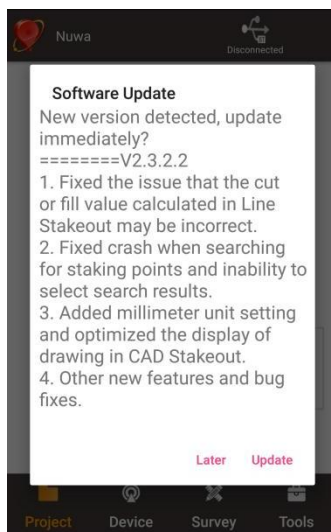 Nuwa
Disconnected
Software Update
New version detected, update
immediately?
========V2.3.2.2
1. Fixed the issue that the cut
or fill value calculated in Line
Stakeout may be incorrect.
2. Fixed crash when searching
for staking points and inability to
select search results.
3. Added millimeter unit setting
and optimized the display of
drawing in CAD Stakeout.
4. Other new features and bug
fixes.
Later Update
Project Device Survey Tools